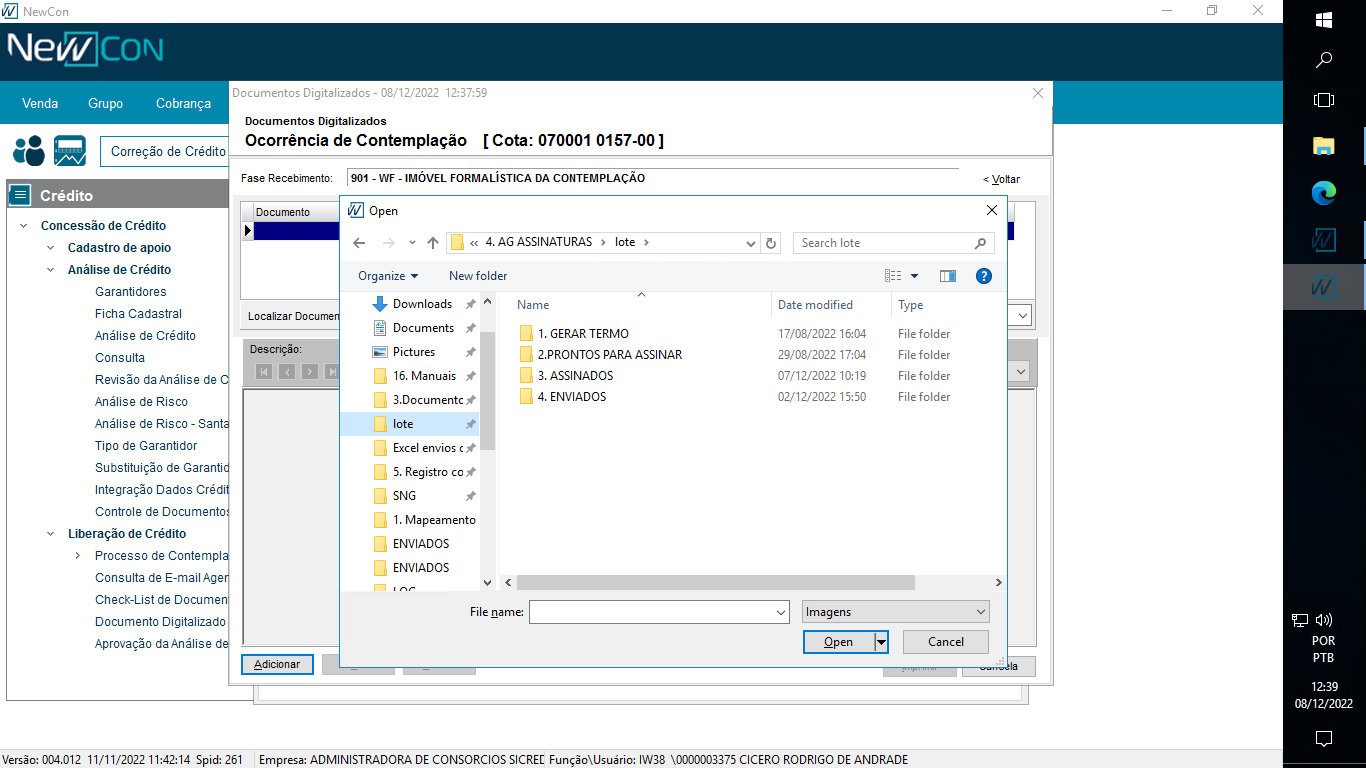 NewCon
NewCon
Venda Grupo Cobrança
Correção de Crédito
Crédito
Concessão de Crédito
Cadastro de apoio
Análise de Crédito
Garantidores
Ficha Cadastral
Análise de Crédito
Consulta
Revisão da Análise de C
Análise de Risco
Análise de Risco - Santa
Tipo de Garantidor
Substituição de Garantid
Integração Dados Crédit
Controle de Documentos
Liberação de Crédito
Processo de Contempla
Consulta de E-mail Agen
Check-List de Documen
Documento Digitalizado
Aprovação da Análise de
Documentos Digitalizados - 08/12/2022 12:37:59
Documentos Digitalizados
Ocorrência de Contemplação [ Cota: 070001 0157-00 ]
Fase Recebimento: 901 - WF - IMÓVEL FORMALÍSTICA DA CONTEMPLAÇÃO
< Voltar
Documento
Localizar Documen
Descrição:
Open
« 4. AG ASSINATURAS > lote >
Search lote
Organize New folder
Downloads
Documents
Pictures
16. Manuais
3.Documento
lote
Excel envios
5. Registro co
SNG
1. Mapeamento
ENVIADOS
ENVIADOS
LOG
Name Date modified Type
1. GERAR TERMO 17/08/2022 16:04 File folder
2.PRONTOS PARA ASSINAR 29/08/2022 17:04 File folder
3. ASSINADOS 07/12/2022 10:19 File folder
4. ENVIADOS 02/12/2022 15:50 File folder
File name: Imagens
Open Cancel
Adicionar
Imprimir
Cancela
Versão: 004.012 11/11/2022 11:42:14 Spid: 261 Empresa: ADMINISTRADORA DE CONSORCIOS SICRED Função\Usuário: IW38 \0000003375 CICERO RODRIGO DE ANDRADE
POR
PTB
12:39
08/12/2022